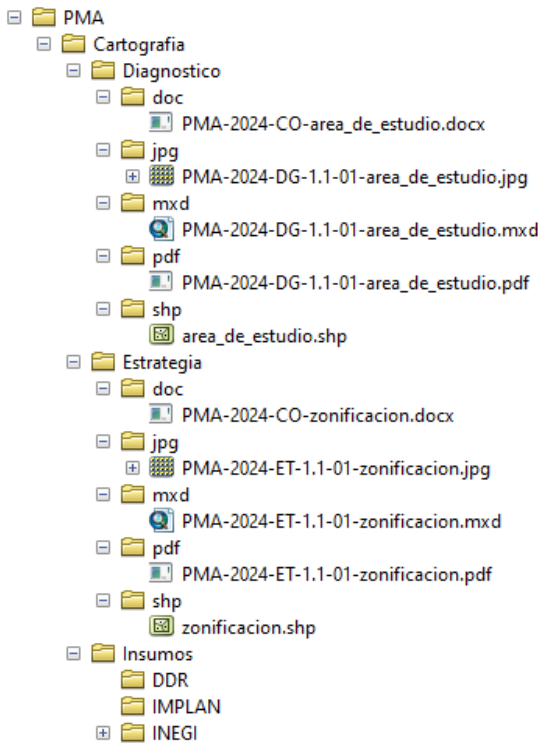 PMA
Cartografia
Diagnostico
doc
PMA-2024-CO-area_de_estudio.docx
jpg
PMA-2024-DG-1.1-01-area_de_estudio.jpg
mxd
PMA-2024-DG-1.1-01-area_de_estudio.mxd
pdf
PMA-2024-DG-1.1-01-area_de_estudio.pdf
shp
area_de_estudio.shp
Estrategia
doc
PMA-2024-CO-zonificacion.docx
jpg
PMA-2024-ET-1.1-01-zonificacion.jpg
mxd
PMA-2024-ET-1.1-01-zonificacion.mxd
pdf
PMA-2024-ET-1.1-01-zonificacion.pdf
shp
zonificacion.shp
Insumos
DDR
IMPLAN
INEGI